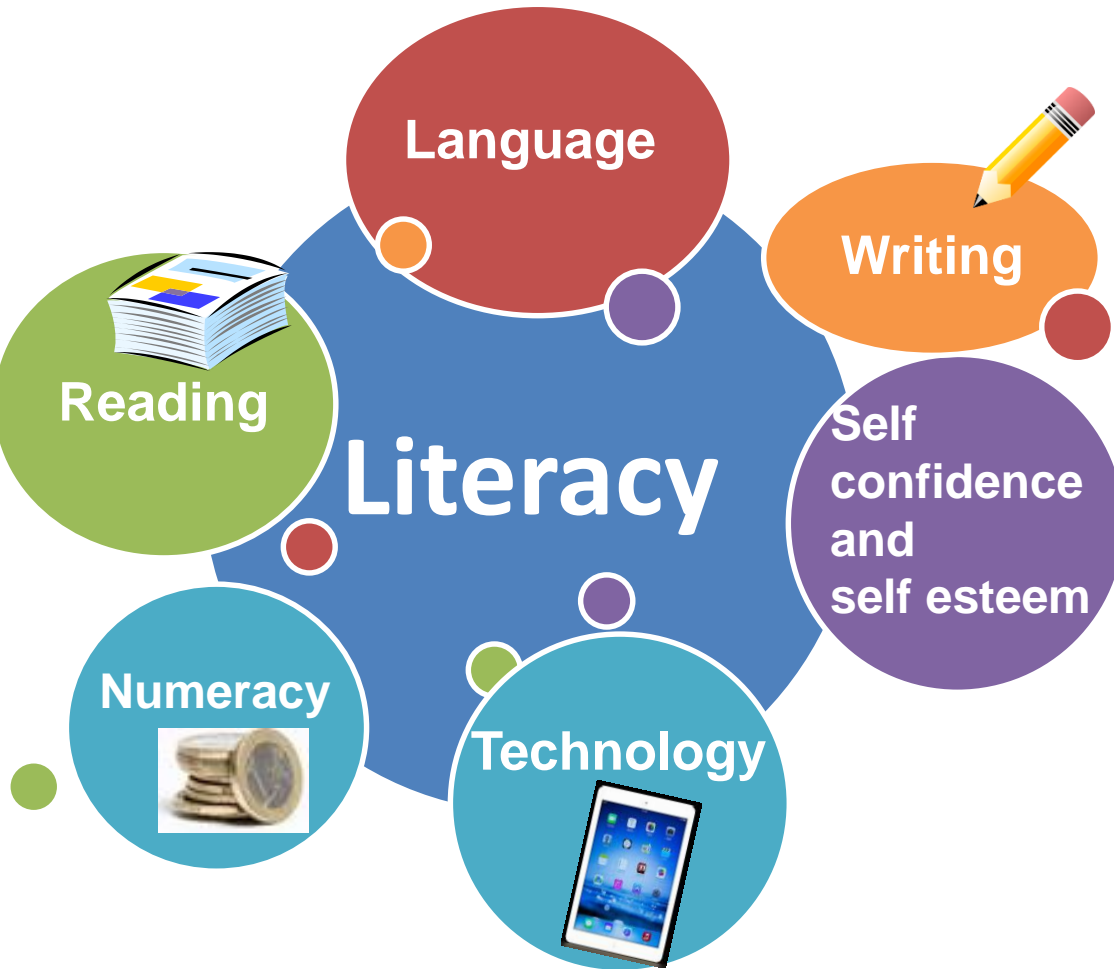 Language
Writing
Reading
Literacy
Self
confidence
and
self esteem
Numeracy
Technology